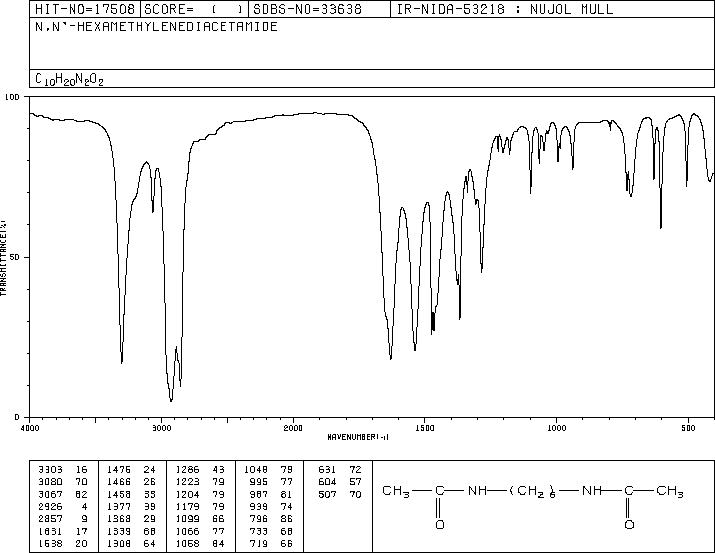 HIT-NO=17508 SCORE= ( ) SDBS-NO=33638 IR-NIDA-53218 : NUJOL MULL
N,N'-HEXAMETHYLENEDIACETAMIDE
C10H20N2O2
100
TRANSMITTANCE(%)
50
0
4000 3000 2000 1500 1000 500
WAVENUMBER(-1)
3303 16 1476 24 1286 43 1048 79 631 72
3080 70 1466 26 1223 79 995 77 604 57
3067 62 1458 35 1204 79 987 81 507 70
2926 4 1377 39 1179 79 939 74
2857 9 1368 29 1099 66 796 86
1631 17 1339 68 1066 77 733 68
1538 20 1308 64 1058 84 719 66
CH3 C NH (CH2)6 NH C CH3
O O